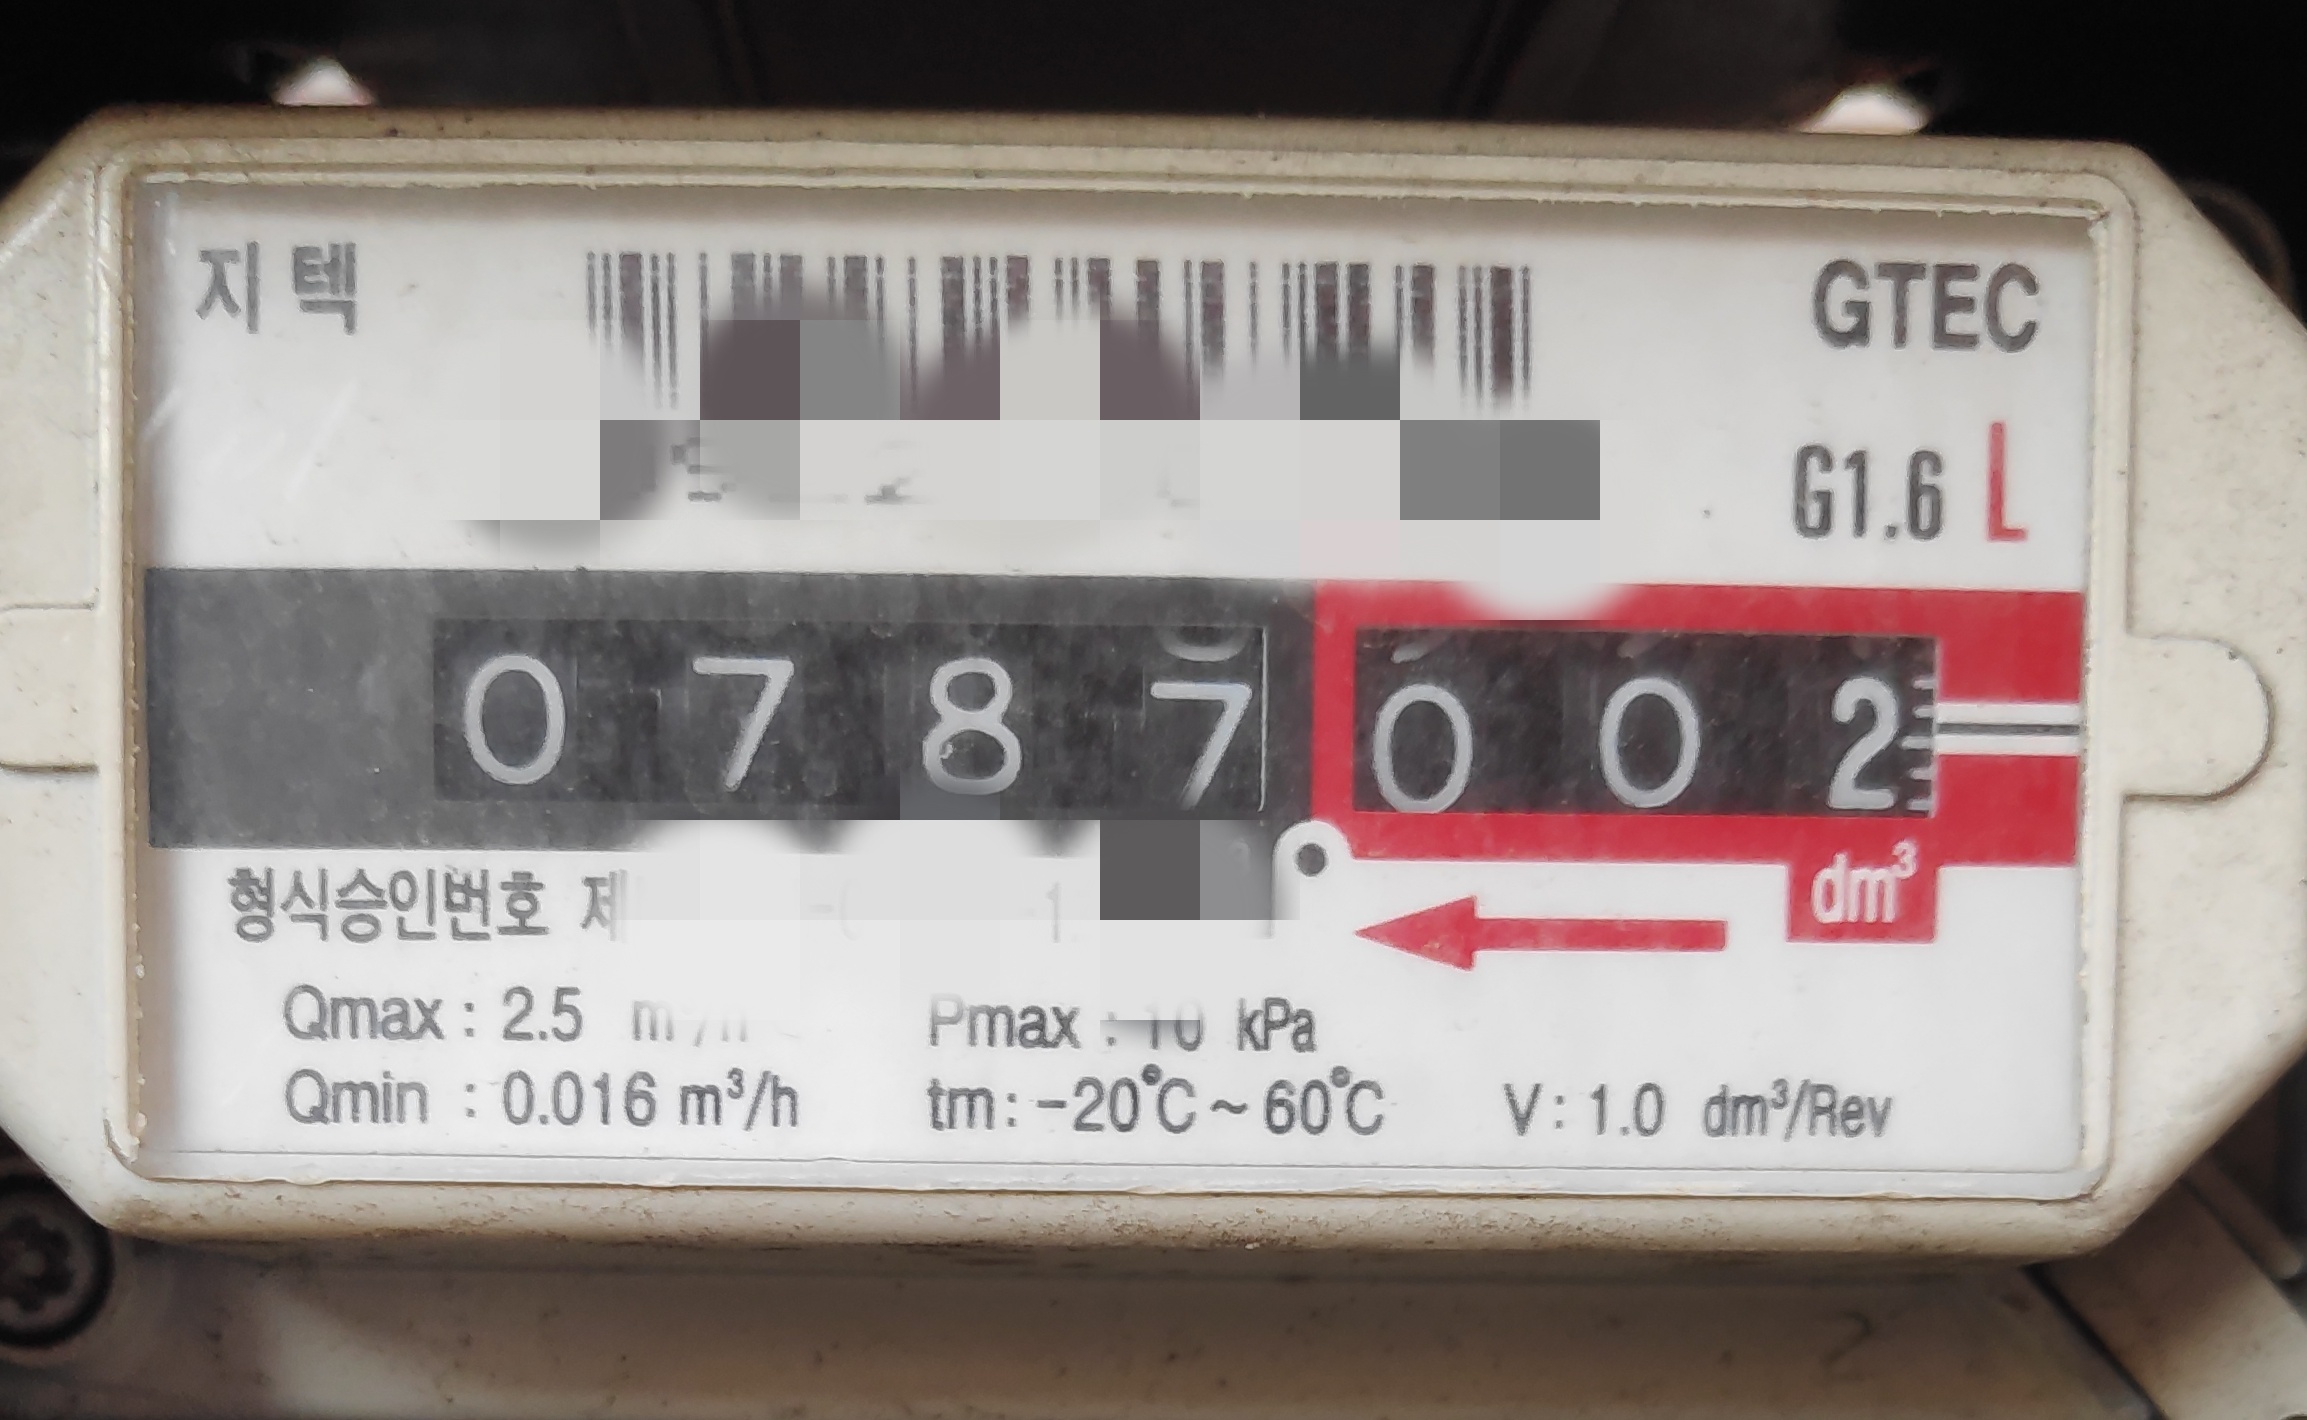 지텍 GTEC
G1.6 L
0787 002
dm³
형식승인번호 제
Qmax : 2.5 Pmax : 10 kPa
Qmin : 0.016 m³/h tm: -20℃ ~ 60℃ V: 1.0 dm³/Rev